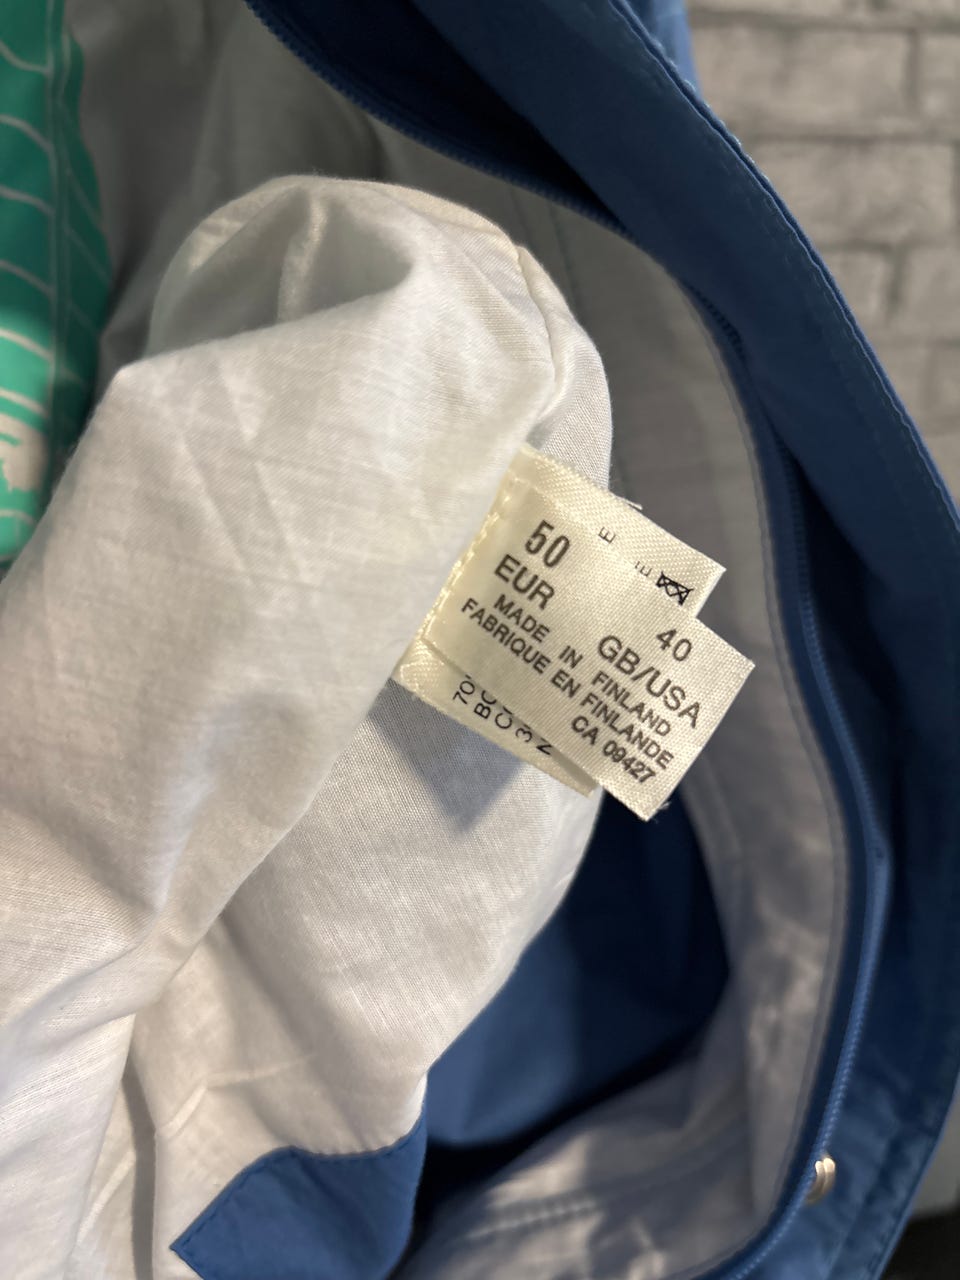 50 40
EUR GB/USA
MADE IN FINLAND
FABRIQUE EN FINLANDE
CA 09427